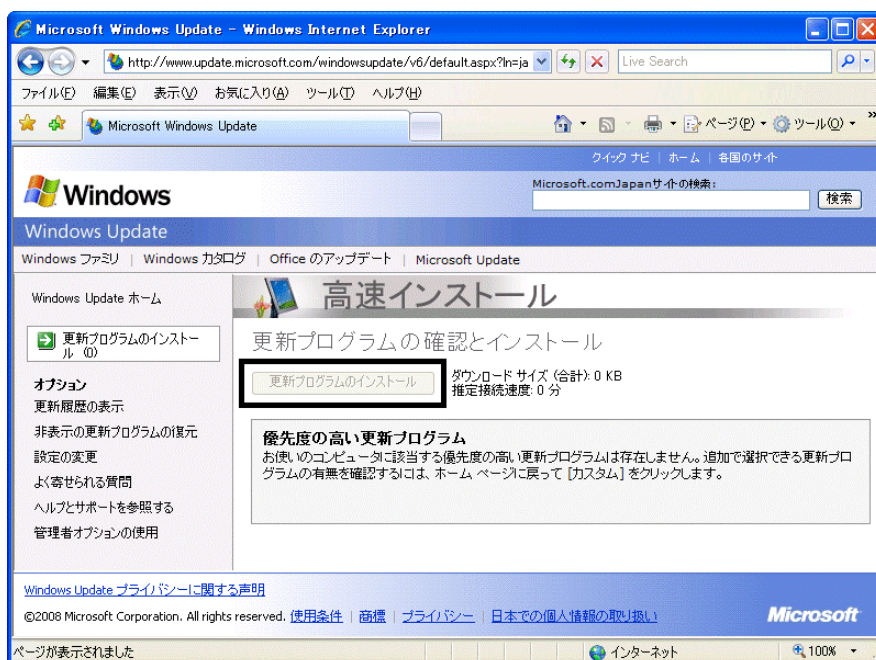 Microsoft Windows Update - Windows Internet Explorer
http://www.update.microsoft.com/windowsupdate/v6/default.aspx?ln=ja
Live Search
ファイル(F) 編集(E) 表示(V) お気に入り(A) ツール(T) ヘルプ(H)
Microsoft Windows Update
ページ(P) ツール(O)
クイック ナビ | ホーム | 各国のサイト
Windows
Microsoft.comJapanサイトの検索:
検索
Windows Update
Windows ファミリ | Windows カタログ | Office のアップデート | Microsoft Update
Windows Update ホーム
更新プログラムのインストー
ル (0)
オプション
更新履歴の表示
非表示の更新プログラムの復元
設定の変更
よく寄せられる質問
ヘルプとサポートを参照する
管理者オプションの使用
高速インストール
更新プログラムの確認とインストール
更新プログラムのインストール
ダウンロード サイズ (合計): 0 KB
推定接続速度: 0 分
優先度の高い更新プログラム
お使いのコンピュータに該当する優先度の高い更新プログラムは存在しません。追加で選択できる更新プロ
グラムの有無を確認するには、ホーム ページに戻って [カスタム] をクリックします。
Windows Update プライバシーに関する声明
©2008 Microsoft Corporation. All rights reserved. 使用条件 | 商標 | プライバシー | 日本での個人情報の取り扱い
Microsoft
ページが表示されました
インターネット
100%